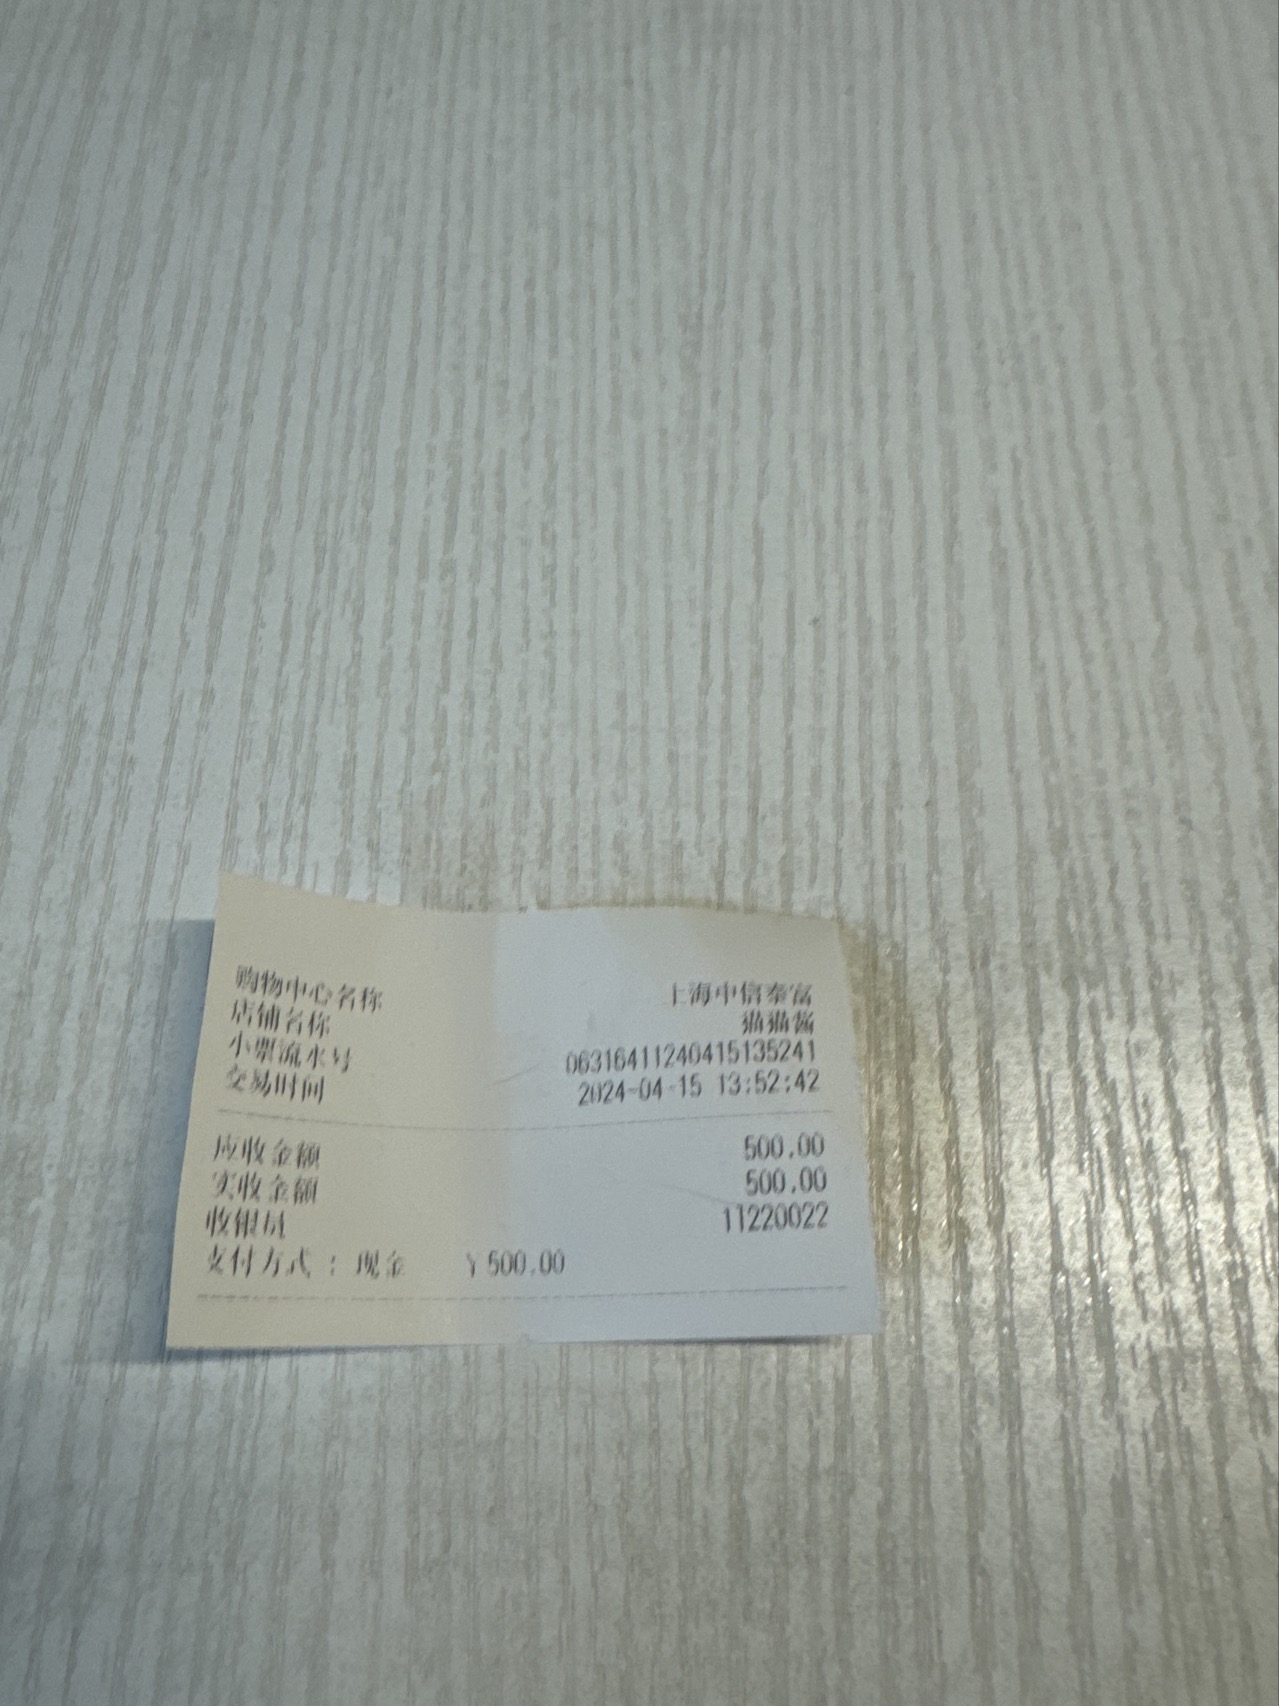 购物中心名称 上海中信泰富
店铺名称 猫猫酱
小票流水号 06316411240415135241
交易时间 2024-04-15 13:52:42
应收金额 500.00
实收金额 500.00
收银员 11220022
支付方式：现金 ¥500.00